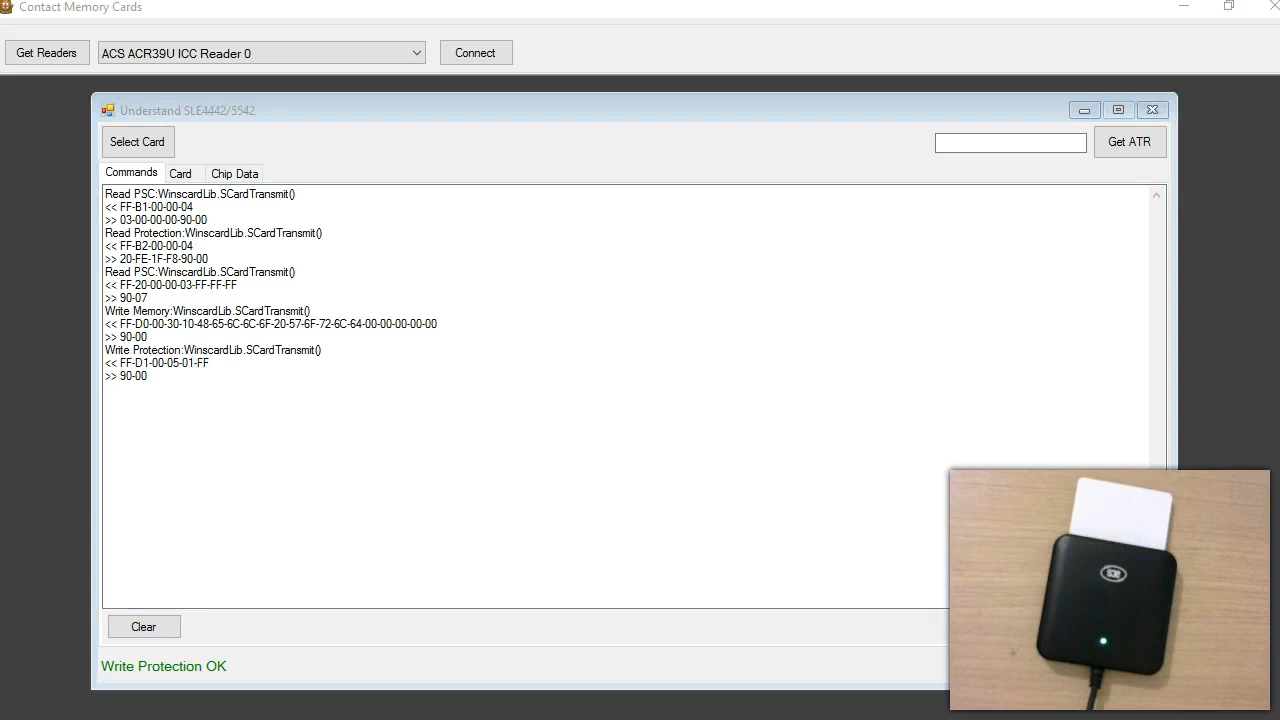 Contact Memory Cards
Get Readers
ACS ACR39U ICC Reader 0
Connect
Understand SLE4442/5542
Select Card
Get ATR
Commands
Card
Chip Data
Read PSC:WinscardLib.SCardTransmit()
<< FF-B1-00-00-04
>> 03-00-00-00-90-00
Read Protection:WinscardLib.SCardTransmit()
<< FF-B2-00-00-04
>> 20-FE-1F-F8-90-00
Read PSC:WinscardLib.SCardTransmit()
<< FF-20-00-00-03-FF-FF-FF
>> 90-07
Write Memory:WinscardLib.SCardTransmit()
<< FF-D0-00-30-10-48-65-6C-6C-6F-20-57-6F-72-6C-64-00-00-00-00-00
>> 90-00
Write Protection:WinscardLib.SCardTransmit()
<< FF-D1-00-05-01-FF
>> 90-00
Clear
Write Protection OK
ACS